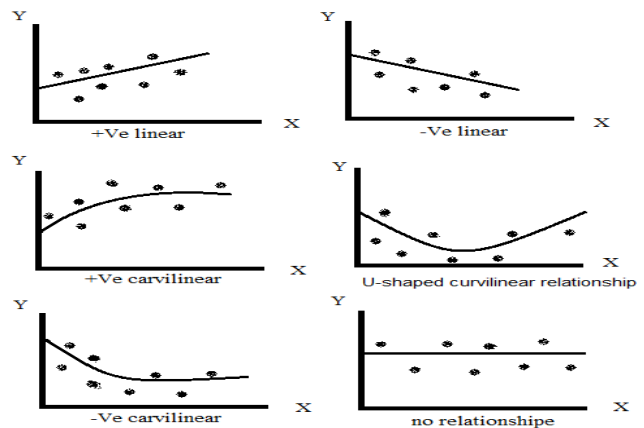 Y
X
+Ve linear
Y
X
-Ve linear
Y
X
+Ve carvilinear
Y
X
U-shaped curvilinear relationship
Y
X
-Ve carvilinear
Y
X
no relationshipe